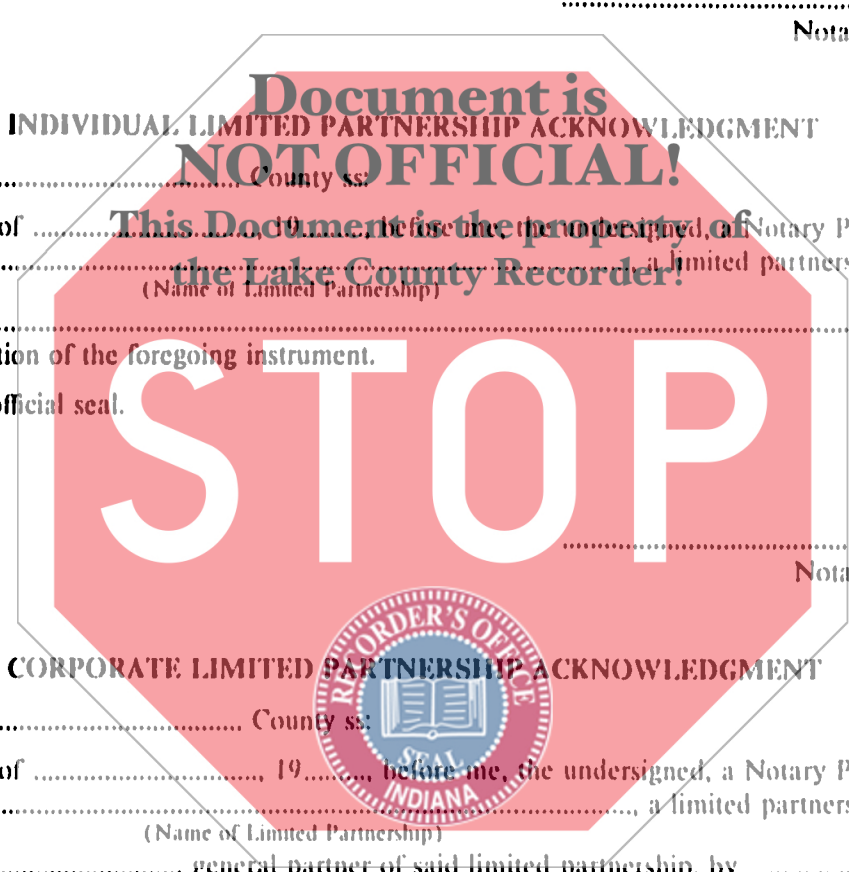 Nota
Document is
INDIVIDUAL LIMITED PARTNERSHIP ACKNOWLEDGMENT
NOT OFFICIAL!
County ss:
of ............, 19........, before me, the undersigned, a Notary P
This Document is the property of
............, a limited partners
the Lake County Recorder!
(Name of Limited Partnership)
tion of the foregoing instrument.
fficial seal.
STOP
Nota
RECORDER'S OFFICE
SEAL
INDIANA
CORPORATE LIMITED PARTNERSHIP ACKNOWLEDGMENT
County ss:
of ............, 19........, before me, the undersigned, a Notary P
............, a limited partners
(Name of Limited Partnership)
............, general partner of said limited partnership, by